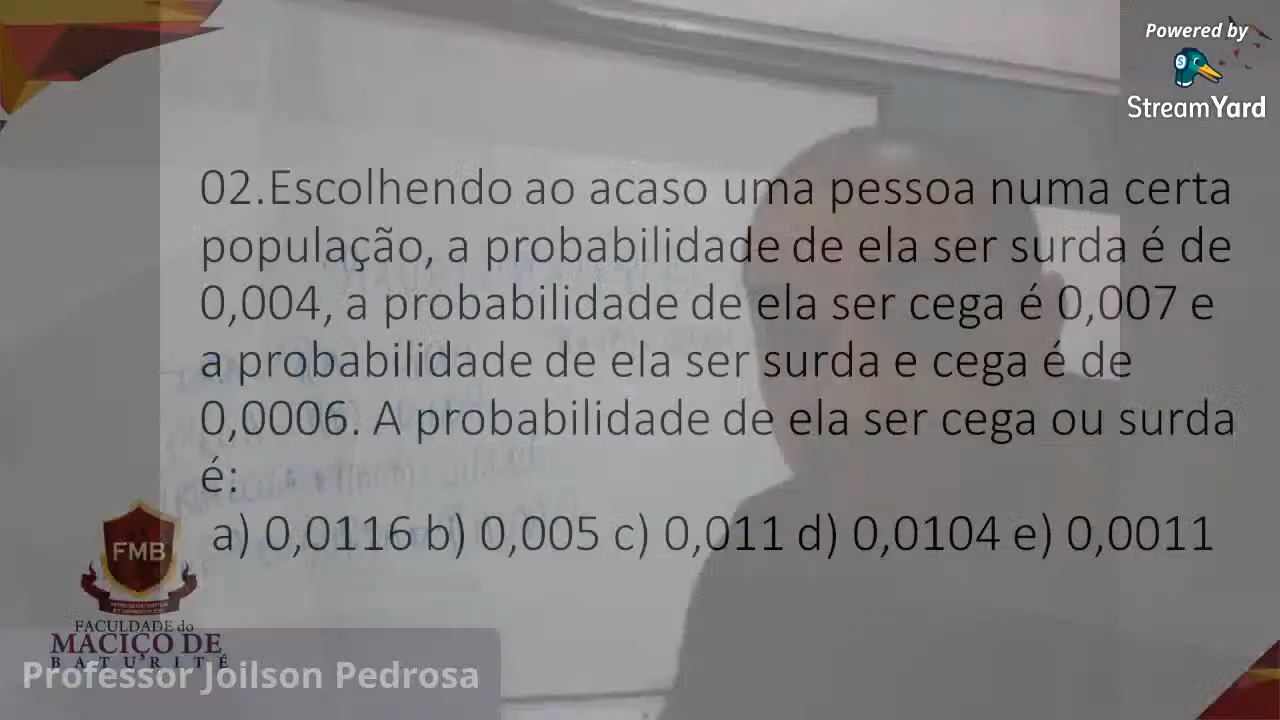 Powered by
StreamYard
02.Escolhendo ao acaso uma pessoa numa certa
população, a probabilidade de ela ser surda é de
0,004, a probabilidade de ela ser cega é 0,007 e
a probabilidade de ela ser surda e cega é de
0,0006. A probabilidade de ela ser cega ou surda
é:
a) 0,0116 b) 0,005 c) 0,011 d) 0,0104 e) 0,0011
FMB
FACULDADE do
MACIÇO DE
BATURITÉ
Professor Joilson Pedrosa